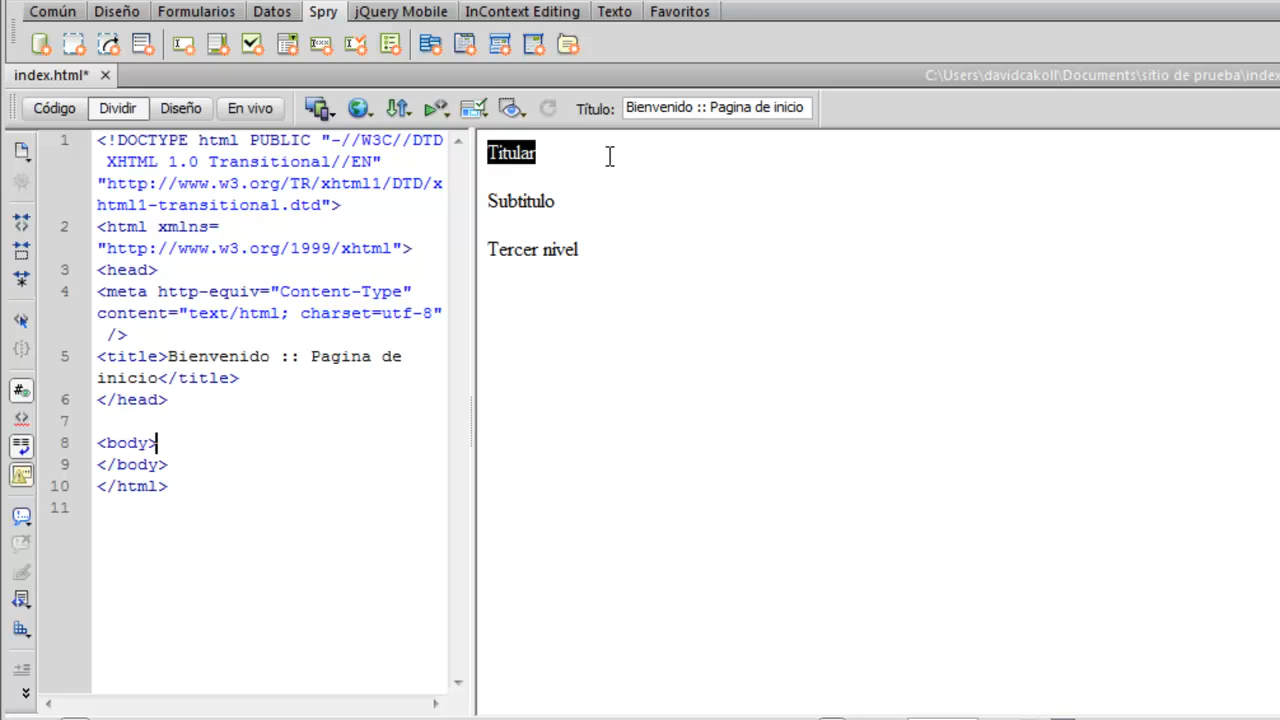 Común Diseño Formularios Datos Spry jQuery Mobile InContext Editing Texto Favoritos
index.html* C:\Users\davidcakoll\Documents\sitio de prueba\index
Código Dividir Diseño En vivo Título: Bienvenido :: Pagina de inicio
1 <!DOCTYPE html PUBLIC "-//W3C//DTD
XHTML 1.0 Transitional//EN"
"http://www.w3.org/TR/xhtml1/DTD/x
html1-transitional.dtd">
2 <html xmlns=
"http://www.w3.org/1999/xhtml">
3 <head>
4 <meta http-equiv="Content-Type"
content="text/html; charset=utf-8"
/>
5 <title>Bienvenido :: Pagina de
inicio</title>
6 </head>
7
8 <body>
9 </body>
10 </html>
11
Titular
Subtitulo
Tercer nivel